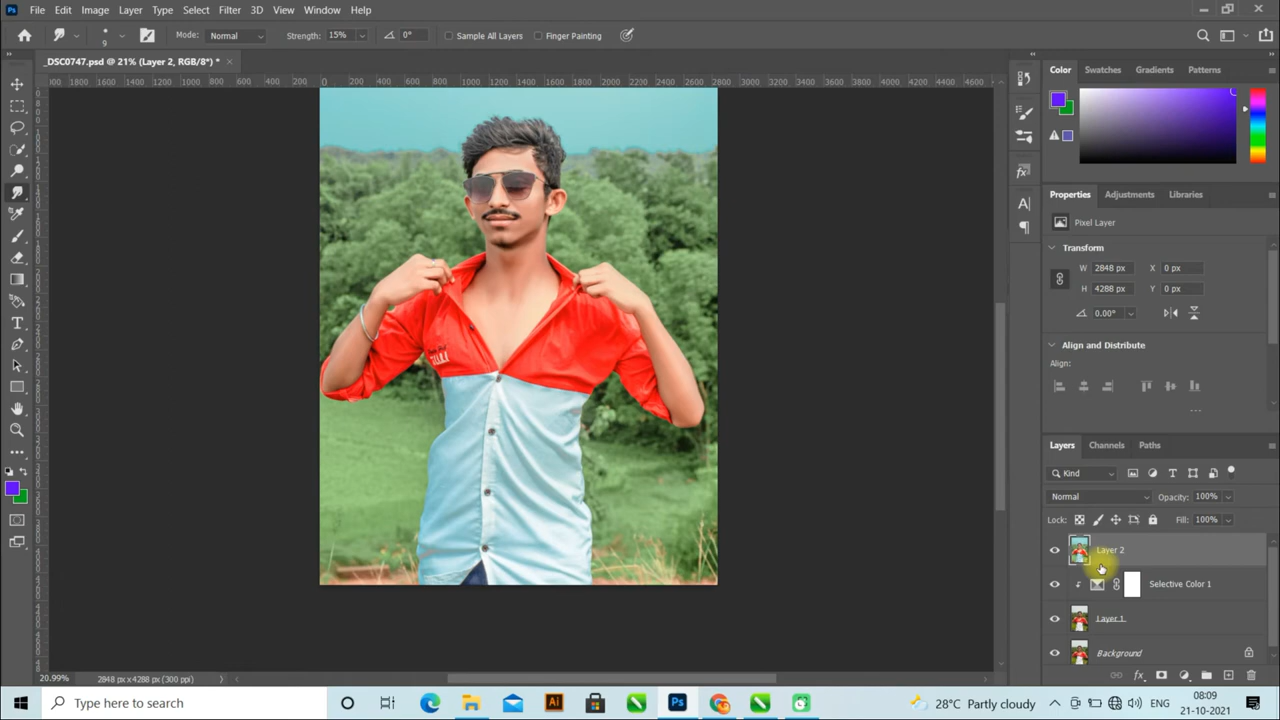 Ps File Edit Image Layer Type Select Filter 3D View Window Help
9 Mode: Normal Strength: 15% 0° Sample All Layers Finger Painting
_DSC0747.psd @ 21% (Layer 2, RGB/8*) * ×
Color Swatches Gradients Patterns
Properties Adjustments Libraries
Pixel Layer
Transform
W 2848 px X 0 px
H 4288 px Y 0 px
0.00°
Align and Distribute
Align:
Layers Channels Paths
Kind
Normal Opacity: 100%
Lock: Fill: 100%
Layer 2
Selective Color 1
Layer 1
Background
20.99% 2848 px x 4288 px (300 ppi)
Type here to search
Ai Ps
28°C Partly cloudy
08:09
21-10-2021